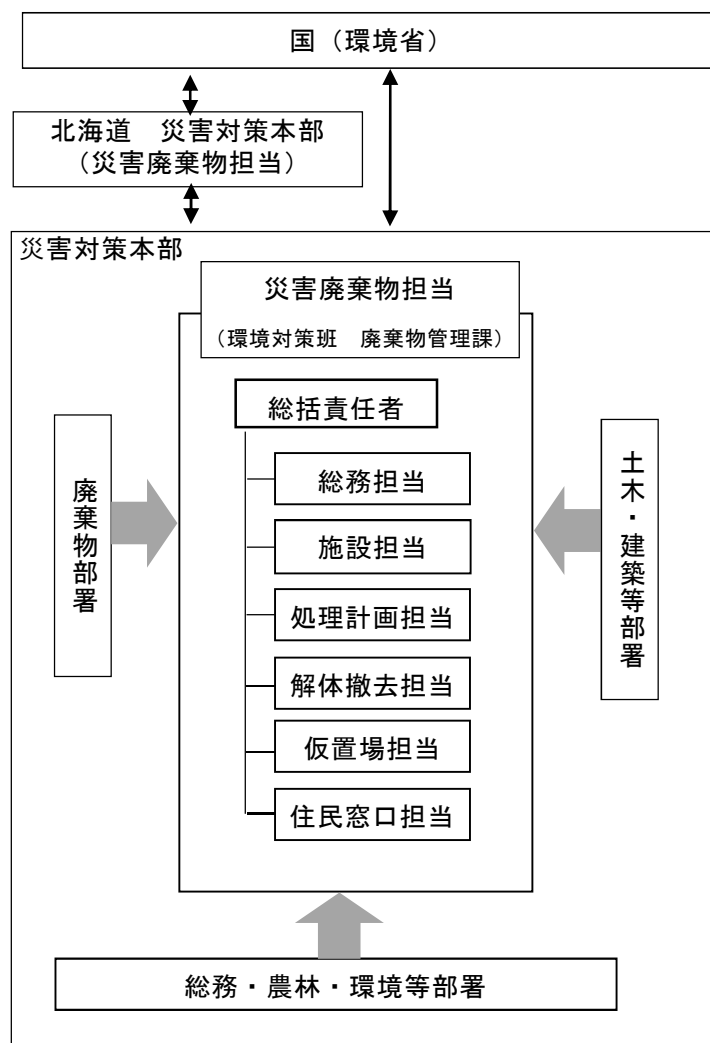 国（環境省）
北海道　災害対策本部
（災害廃棄物担当）
災害対策本部
災害廃棄物担当
（環境対策班　廃棄物管理課）
総括責任者
総務担当
施設担当
処理計画担当
解体撤去担当
仮置場担当
住民窓口担当
廃棄物部署
土木・建築等部署
総務・農林・環境等部署